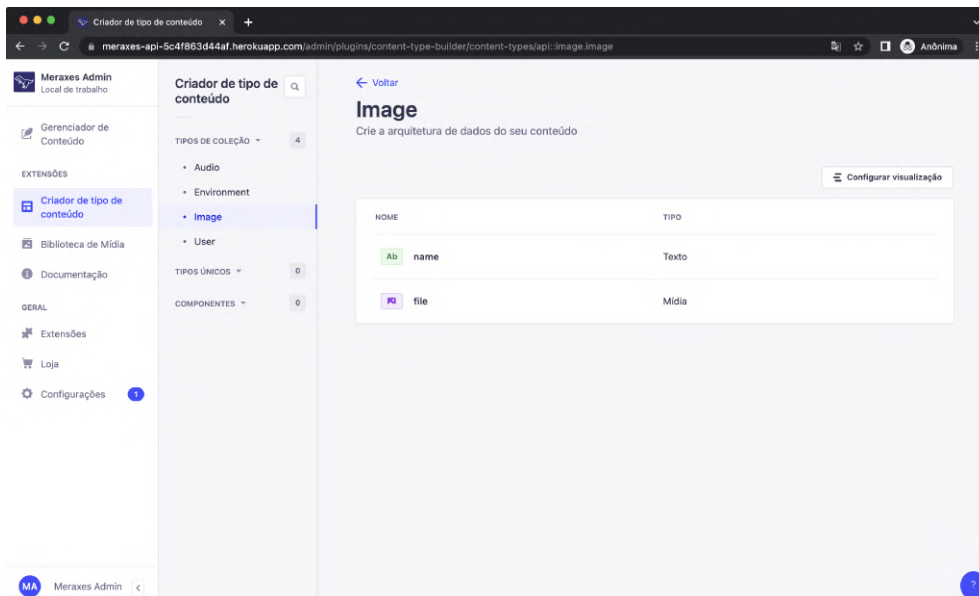 Criador de tipo de conteúdo
meraxes-api-5c4f863d44af.herokuapp.com/admin/plugins/content-type-builder/content-types/api::image.image
Anônima
Meraxes Admin
Local de trabalho
Gerenciador de
Conteúdo
EXTENSÕES
Criador de tipo de
conteúdo
Biblioteca de Mídia
Documentação
GERAL
Extensões
Loja
Configurações
1
MA
Meraxes Admin
Criador de tipo de
conteúdo
TIPOS DE COLEÇÃO
4
Audio
Environment
Image
User
TIPOS ÚNICOS
0
COMPONENTES
0
Voltar
Image
Crie a arquitetura de dados do seu conteúdo
Configurar visualização
NOME TIPO
Ab name Texto
file Mídia
?